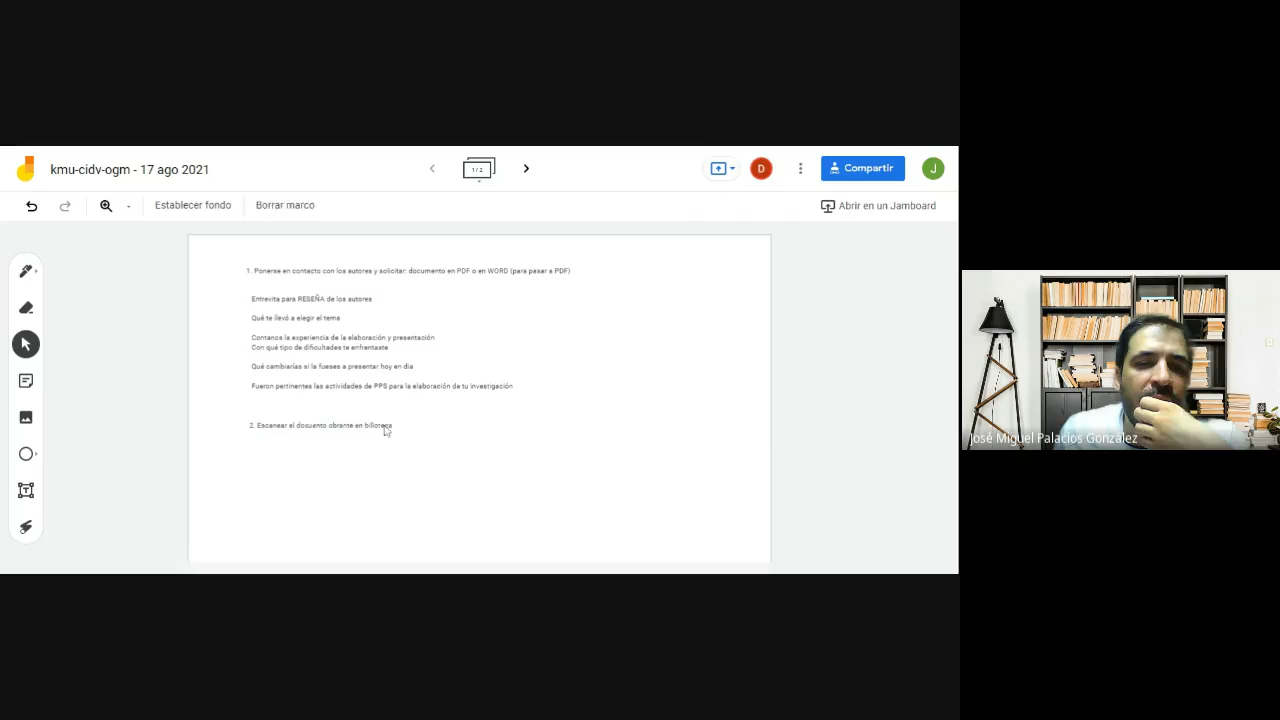 kmu-cidv-ogm - 17 ago 2021
1 / 2
D
Compartir
J
Establecer fondo
Borrar marco
Abrir en un Jamboard
1. Ponerse en contacto con los autores y solicitar: documento en PDF o en WORD (para pasar a PDF)
Entrevita para RESEÑA de los autores
Qué te llevó a elegir el tema
Contanos la experiencia de la elaboración y presentación
Con qué tipo de dificultades te enfrentaste
Qué cambiarías si la fueses a presentar hoy en día
Fueron pertinentes las actividades de PPS para la elaboración de tu investigación
2. Escanear el docuento obrante en bilioteca
José Miguel Palacios González